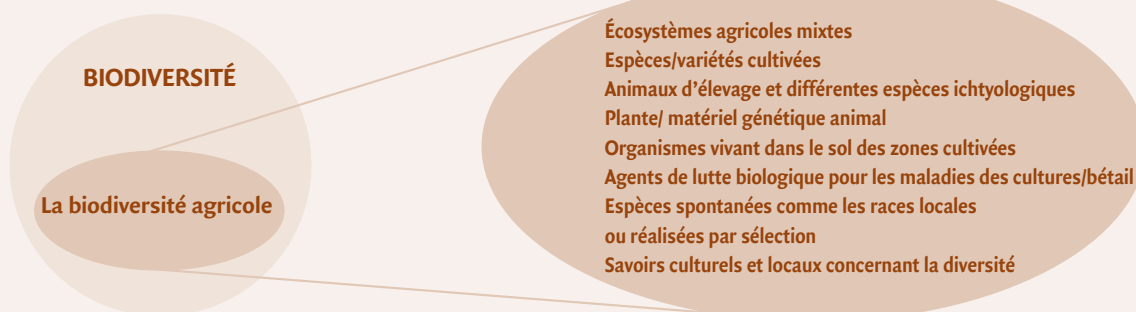 BIODIVERSITÉ
La biodiversité agricole
Écosystèmes agricoles mixtes
Espèces/variétés cultivées
Animaux d’élevage et différentes espèces ichtyologiques
Plante/ matériel génétique animal
Organismes vivant dans le sol des zones cultivées
Agents de lutte biologique pour les maladies des cultures/bétail
Espèces spontanées comme les races locales
ou réalisées par sélection
Savoirs culturels et locaux concernant la diversité